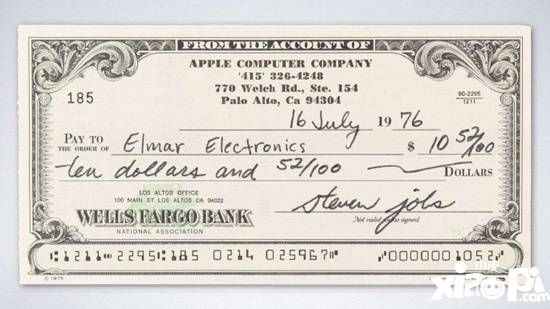 FROM THE ACCOUNT OF
APPLE COMPUTER COMPANY
'415' 326-4248
770 Welch Rd., Ste. 154
Palo Alto, Ca 94304
185
90-2295
1211
16 July 1976
PAY TO
THE ORDER OF Elmar Electronics $ 10 52/100
ten dollars and 52/100 DOLLARS
LOS ALTOS OFFICE
100 MAIN ST. LOS ALTOS CA 94022
WELLS FARGO BANK
NATIONAL ASSOCIATION
steven jobs
Not valid unless signed
⑆1211⑉2295⑆185 0214 025967⑈ ⑈0000001052⑈
© 1975
xiaopi.com